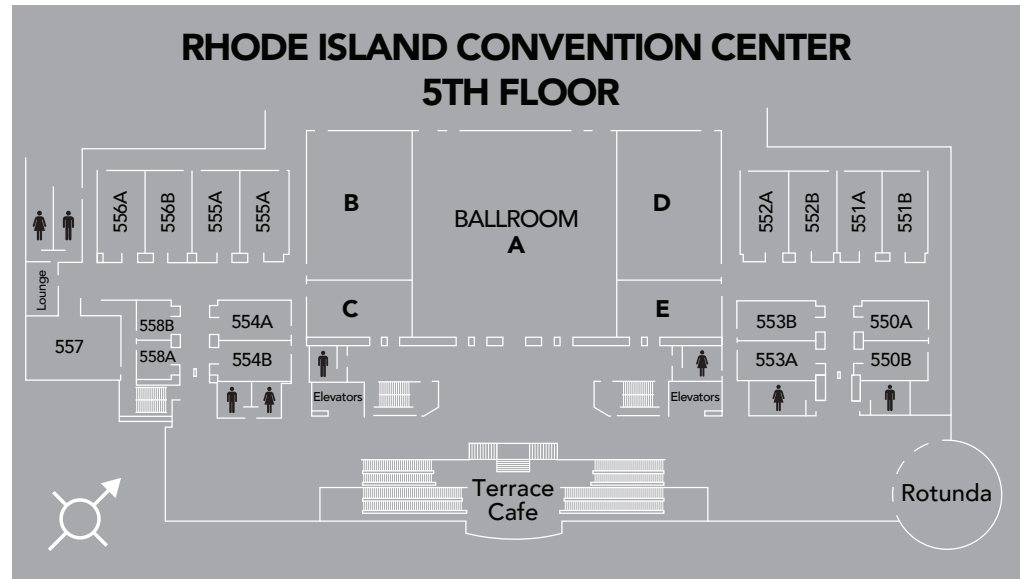 RHODE ISLAND CONVENTION CENTER
5TH FLOOR
556A
556B
555A
555A
B
BALLROOM
A
D
552A
552B
551A
551B
Lounge
C
E
557
558B
558A
554A
554B
553B
553A
550A
550B
Elevators
Elevators
Terrace
Cafe
Rotunda